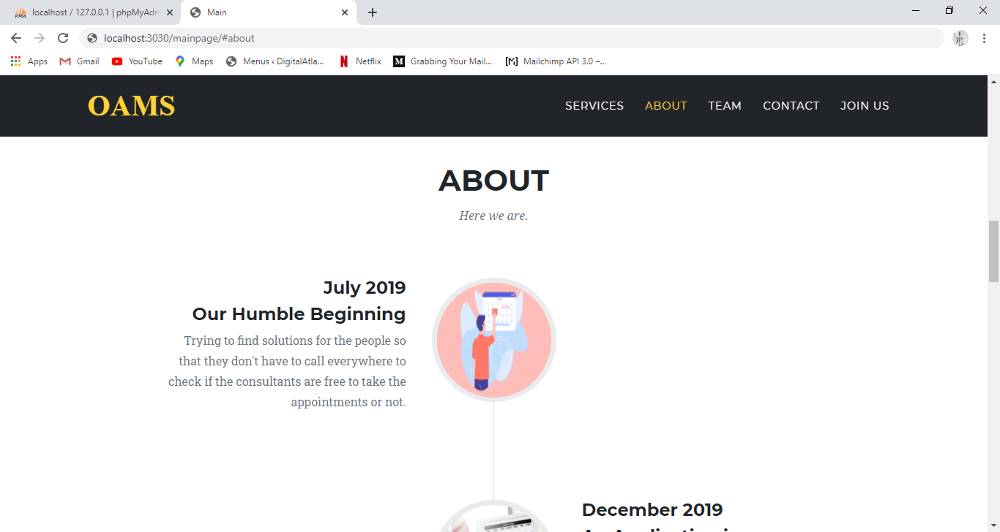 localhost / 127.0.0.1 | phpMyAdm
Main
localhost:3030/mainpage/#about
Apps
Gmail
YouTube
Maps
Menus ‹ DigitalAtla...
Netflix
Grabbing Your Mail...
Mailchimp API 3.0 –...
OAMS
SERVICES
ABOUT
TEAM
CONTACT
JOIN US
ABOUT
Here we are.
July 2019
Our Humble Beginning
Trying to find solutions for the people so
that they don't have to call everywhere to
check if the consultants are free to take the
appointments or not.
December 2019